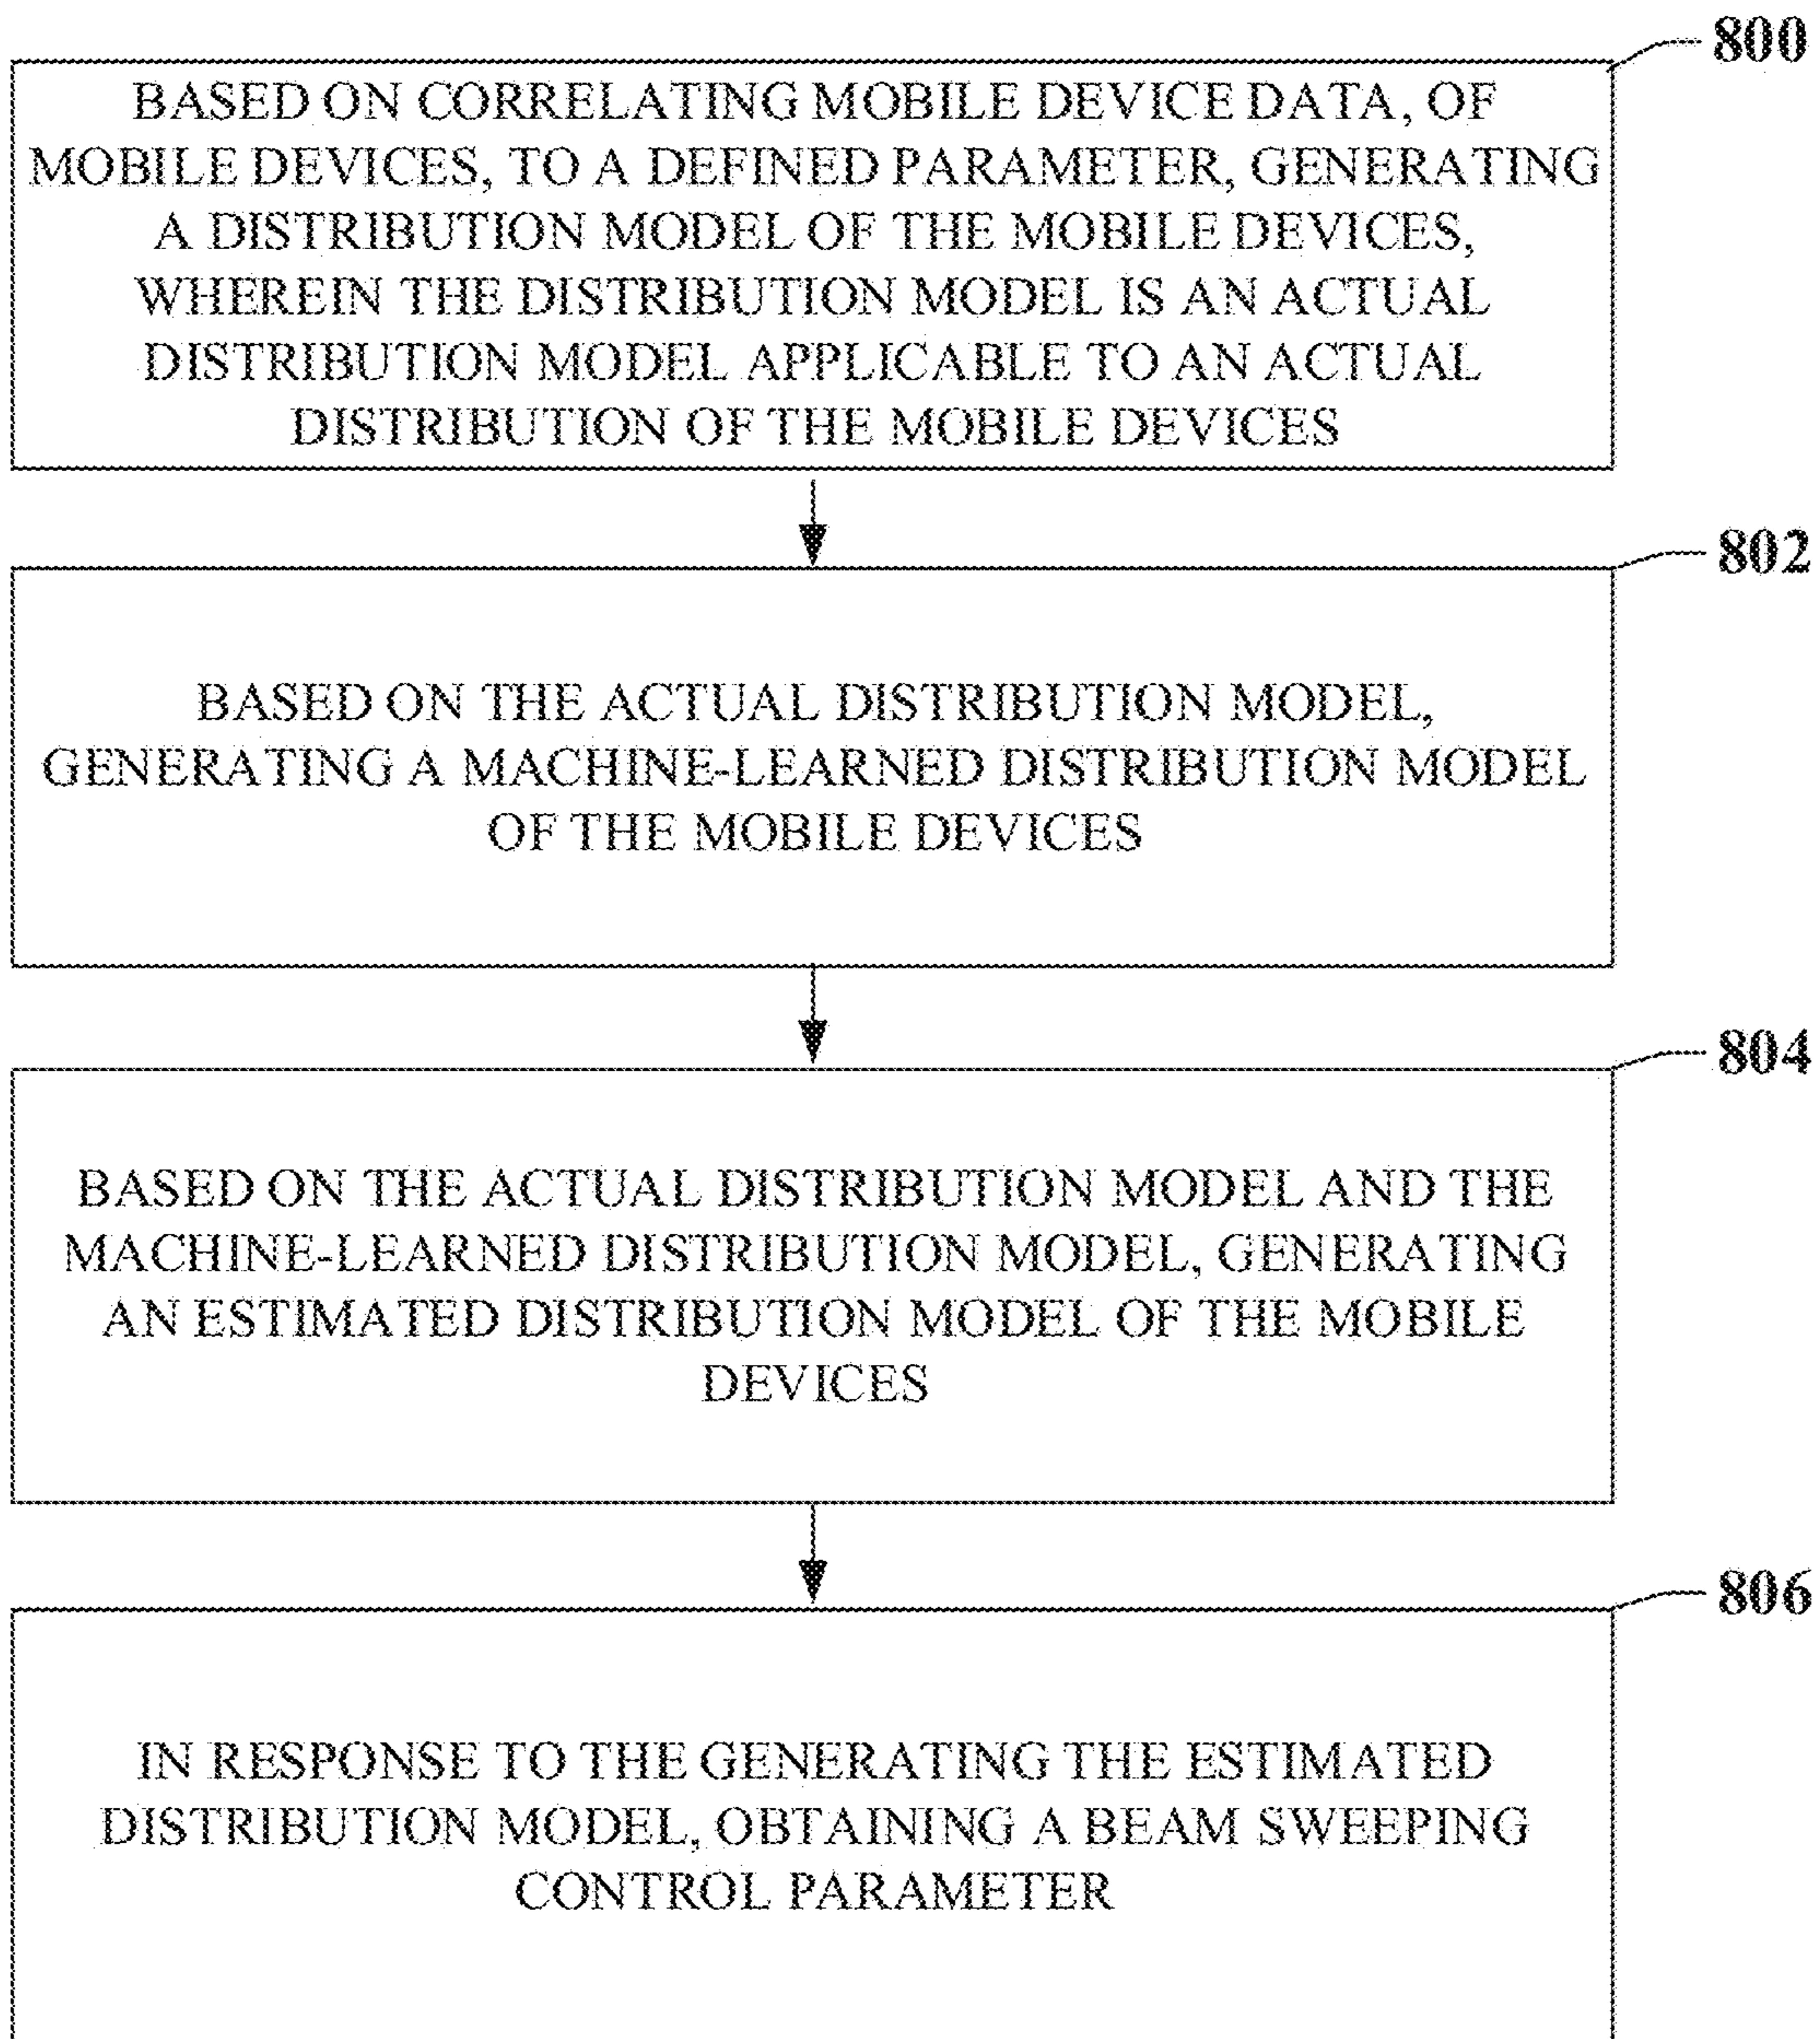 800
BASED ON CORRELATING MOBILE DEVICE DATA, OF
MOBILE DEVICES, TO A DEFINED PARAMETER, GENERATING
A DISTRIBUTION MODEL OF THE MOBILE DEVICES,
WHEREIN THE DISTRIBUTION MODEL IS AN ACTUAL
DISTRIBUTION MODEL APPLICABLE TO AN ACTUAL
DISTRIBUTION OF THE MOBILE DEVICES
802
BASED ON THE ACTUAL DISTRIBUTION MODEL,
GENERATING A MACHINE-LEARNED DISTRIBUTION MODEL
OF THE MOBILE DEVICES
804
BASED ON THE ACTUAL DISTRIBUTION MODEL AND THE
MACHINE-LEARNED DISTRIBUTION MODEL, GENERATING
AN ESTIMATED DISTRIBUTION MODEL OF THE MOBILE
DEVICES
806
IN RESPONSE TO THE GENERATING THE ESTIMATED
DISTRIBUTION MODEL, OBTAINING A BEAM SWEEPING
CONTROL PARAMETER